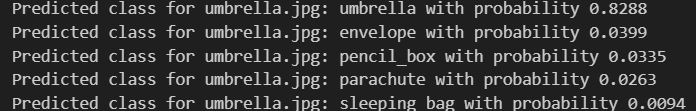 Predicted class for umbrella.jpg: umbrella with probability 0.8288
Predicted class for umbrella.jpg: envelope with probability 0.0399
Predicted class for umbrella.jpg: pencil_box with probability 0.0335
Predicted class for umbrella.jpg: parachute with probability 0.0263
Predicted class for umbrella.jpg: sleeping_bag with probability 0.0094